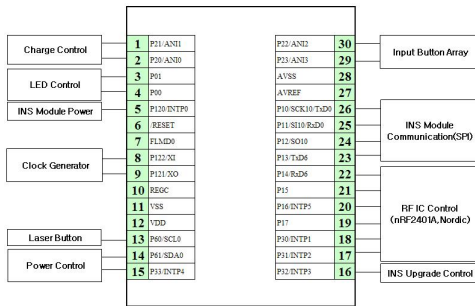 Charge Control
LED Control
INS Module Power
Clock Generator
Laser Button
Power Control
1 P21/ANI1
2 P20/ANI0
3 P01
4 P00
5 P120/INTP0
6 /RESET
7 FLMD0
8 P122/XI
9 P121/XO
10 REGC
11 VSS
12 VDD
13 P60/SCL0
14 P61/SDA0
15 P33/INTP4
P22/ANI2 30
P23/ANI3 29
AVSS 28
AVREF 27
P10/SCK10/TxD0 26
P11/SI10/RxD0 25
P12/SO10 24
P13/TxD6 23
P14/RxD6 22
P15 21
P16/INTP5 20
P17 19
P30/INTP1 18
P31/INTP2 17
P32/INTP3 16
Input Button Array
INS Module
Communication(SPI)
RF IC Control
(nRF2401A, Nordic)
INS Upgrade Control